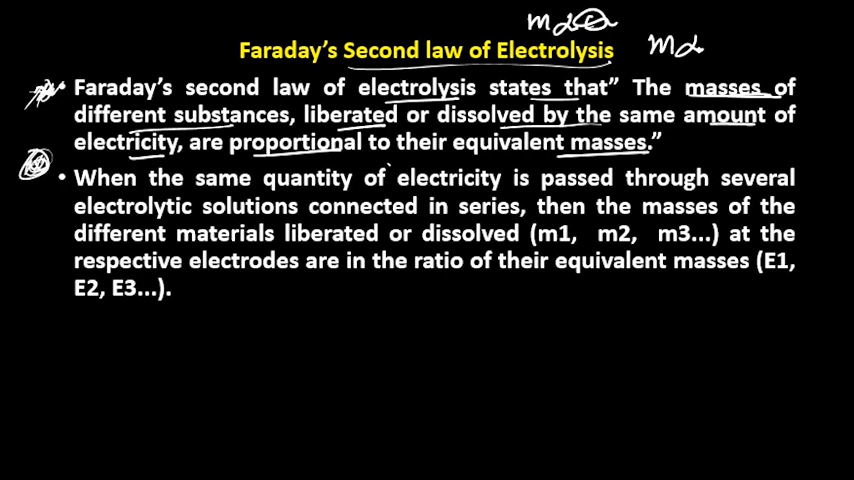 m α Q
Faraday's Second law of Electrolysis
m α
• Faraday's second law of electrolysis states that" The masses of
different substances, liberated or dissolved by the same amount of
electricity, are proportional to their equivalent masses."
• When the same quantity of electricity is passed through several
electrolytic solutions connected in series, then the masses of the
different materials liberated or dissolved (m1, m2, m3...) at the
respective electrodes are in the ratio of their equivalent masses (E1,
E2, E3...).